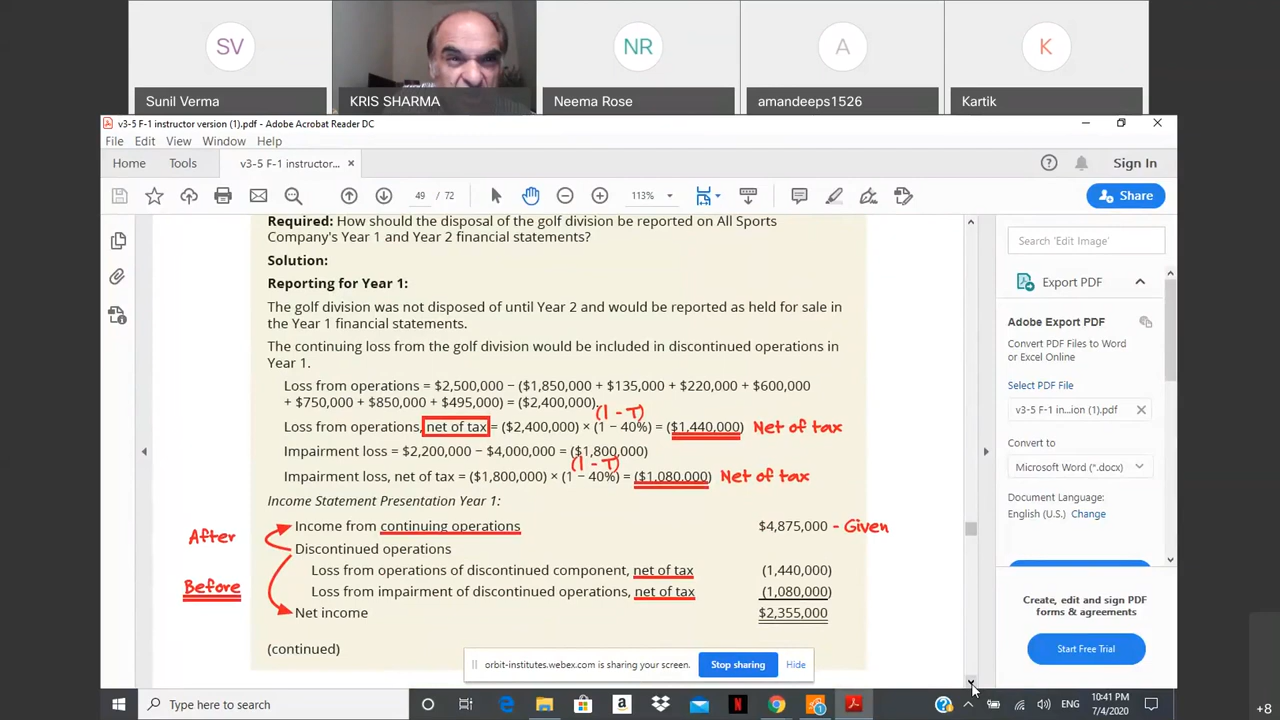 SV
NR
A
K
Sunil Verma
KRIS SHARMA
Neema Rose
amandeeps1526
Kartik
v3-5 F-1 instructor version (1).pdf - Adobe Acrobat Reader DC
File Edit View Window Help
Home Tools v3-5 F-1 instructor... × Sign In
49 / 72 113% Share
Required: How should the disposal of the golf division be reported on All Sports
Company's Year 1 and Year 2 financial statements?
Solution:
Reporting for Year 1:
The golf division was not disposed of until Year 2 and would be reported as held for sale in
the Year 1 financial statements.
The continuing loss from the golf division would be included in discontinued operations in
Year 1.
Loss from operations = $2,500,000 − ($1,850,000 + $135,000 + $220,000 + $600,000
+ $750,000 + $850,000 + $495,000) = ($2,400,000)
(1 - T)
Loss from operations, net of tax = ($2,400,000) × (1 − 40%) = ($1,440,000) Net of tax
Impairment loss = $2,200,000 − $4,000,000 = ($1,800,000)
(1 - T)
Impairment loss, net of tax = ($1,800,000) × (1 − 40%) = ($1,080,000) Net of tax
Income Statement Presentation Year 1:
Income from continuing operations $4,875,000 - Given
After
Discontinued operations
Loss from operations of discontinued component, net of tax (1,440,000)
Before
Loss from impairment of discontinued operations, net of tax (1,080,000)
Net income $2,355,000
(continued)
Search 'Edit Image'
Export PDF
Adobe Export PDF
Convert PDF Files to Word
or Excel Online
Select PDF File
v3-5 F-1 in...ion (1).pdf ×
Convert to
Microsoft Word (*.docx)
Document Language:
English (U.S.) Change
Create, edit and sign PDF
forms & agreements
Start Free Trial
orbit-institutes.webex.com is sharing your screen. Stop sharing Hide
Type here to search
ENG
10:41 PM
7/4/2020
+8